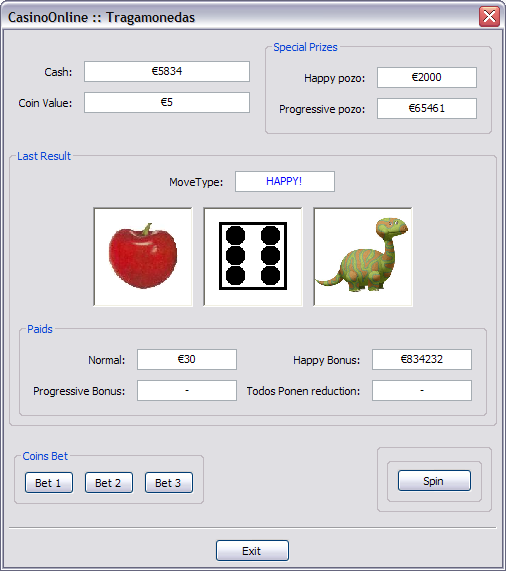 CasinoOnline :: Tragamonedas
Cash: €5834
Coin Value: €5
Special Prizes
Happy pozo: €2000
Progressive pozo: €65461
Last Result
MoveType: HAPPY!
Paids
Normal: €30 Happy Bonus: €834232
Progressive Bonus: - Todos Ponen reduction: -
Coins Bet
Bet 1 Bet 2 Bet 3
Spin
Exit